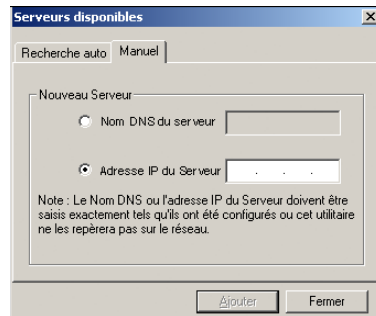 Serveurs disponibles
Recherche auto Manuel
Nouveau Serveur
Nom DNS du serveur
Adresse IP du Serveur . . .
Note : Le Nom DNS ou l'adresse IP du Serveur doivent être
saisis exactement tels qu'ils ont été configurés ou cet utilitaire
ne les repèrera pas sur le réseau.
Ajouter Fermer